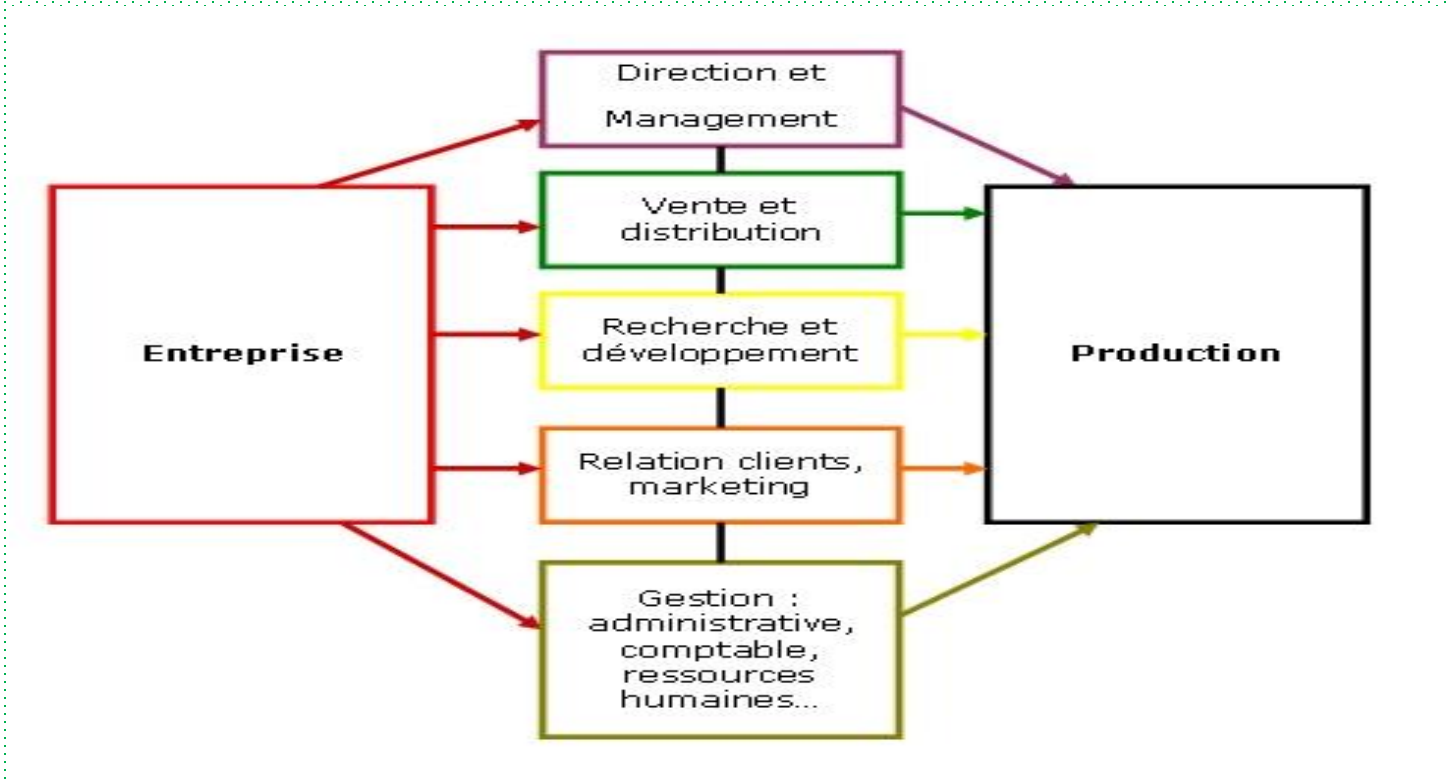 Direction et
Management
Vente et
distribution
Recherche et
développement
Entreprise
Production
Relation clients,
marketing
Gestion :
administrative,
comptable,
ressources
humaines...